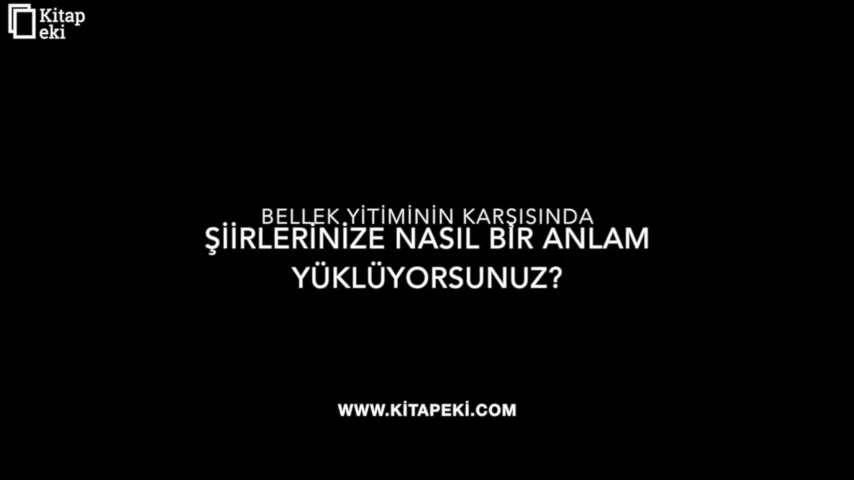 Kitap
eki
BELLEK YİTİMİNİN KARŞISINDA
ŞİİRLERİNİZE NASIL BİR ANLAM
YÜKLÜYORSUNUZ?
WWW.KİTAPEKİ.COM